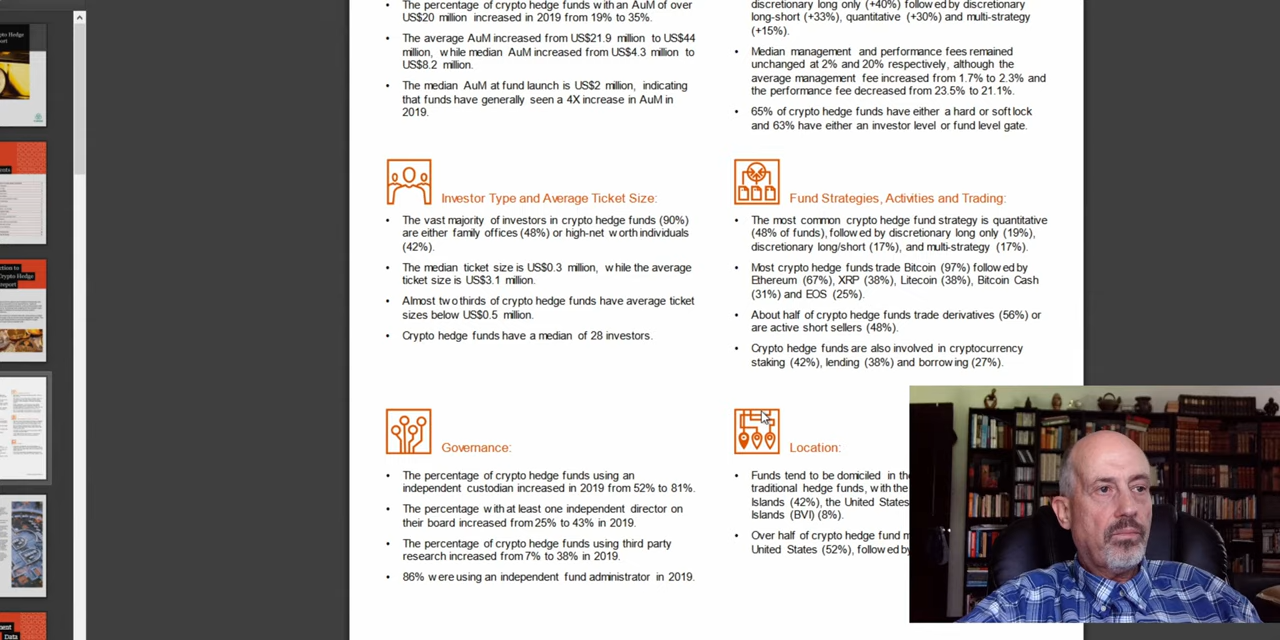 The percentage of crypto hedge funds with an AuM of over
US$20 million increased in 2019 from 19% to 35%.
The average AuM increased from US$21.9 million to US$44
million, while median AuM increased from US$4.3 million to
US$8.2 million.
The median AuM at fund launch is US$2 million, indicating
that funds have generally seen a 4X increase in AuM in
2019.
discretionary long only (+40%) followed by discretionary
long-short (+33%), quantitative (+30%) and multi-strategy
(+15%).
Median management and performance fees remained
unchanged at 2% and 20% respectively, although the
average management fee increased from 1.7% to 2.3% and
the performance fee decreased from 23.5% to 21.1%.
65% of crypto hedge funds have either a hard or soft lock
and 63% have either an investor level or fund level gate.
Investor Type and Average Ticket Size:
The vast majority of investors in crypto hedge funds (90%)
are either family offices (48%) or high-net worth individuals
(42%).
The median ticket size is US$0.3 million, while the average
ticket size is US$3.1 million.
Almost two thirds of crypto hedge funds have average ticket
sizes below US$0.5 million.
Crypto hedge funds have a median of 28 investors.
Fund Strategies, Activities and Trading:
The most common crypto hedge fund strategy is quantitative
(48% of funds), followed by discretionary long only (19%),
discretionary long/short (17%), and multi-strategy (17%).
Most crypto hedge funds trade Bitcoin (97%) followed by
Ethereum (67%), XRP (38%), Litecoin (38%), Bitcoin Cash
(31%) and EOS (25%).
About half of crypto hedge funds trade derivatives (56%) or
are active short sellers (48%).
Crypto hedge funds are also involved in cryptocurrency
staking (42%), lending (38%) and borrowing (27%).
Governance:
The percentage of crypto hedge funds using an
independent custodian increased in 2019 from 52% to 81%.
The percentage with at least one independent director on
their board increased from 25% to 43% in 2019.
The percentage of crypto hedge funds using third party
research increased from 7% to 38% in 2019.
86% were using an independent fund administrator in 2019.
Location:
Funds tend to be domiciled in the
traditional hedge funds, with the
Islands (42%), the United States
Islands (BVI) (8%).
Over half of crypto hedge fund
United States (52%), followed by